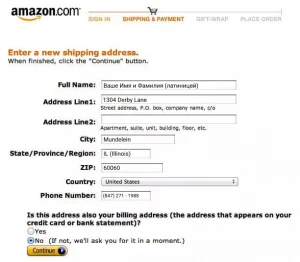 amazon.com
SIGN IN SHIPPING & PAYMENT GIFT-WRAP PLACE ORDER
Enter a new shipping address.
When finished, click the "Continue" button.
Full Name: Ваше Имя и Фамилия (латиницей)
Address Line1: 1304 Derby Lane
Street address, P.O. box, company name, c/o
Address Line2:
Apartment, suite, unit, building, floor, etc.
City: Mundelein
State/Province/Region: IL (Illinois)
ZIP: 60060
Country: United States
Phone Number: (847) 271 - 1988
Is this address also your billing address (the address that appears on your
credit card or bank statement)?
Yes
No (If not, we'll ask you for it in a moment.)
Continue